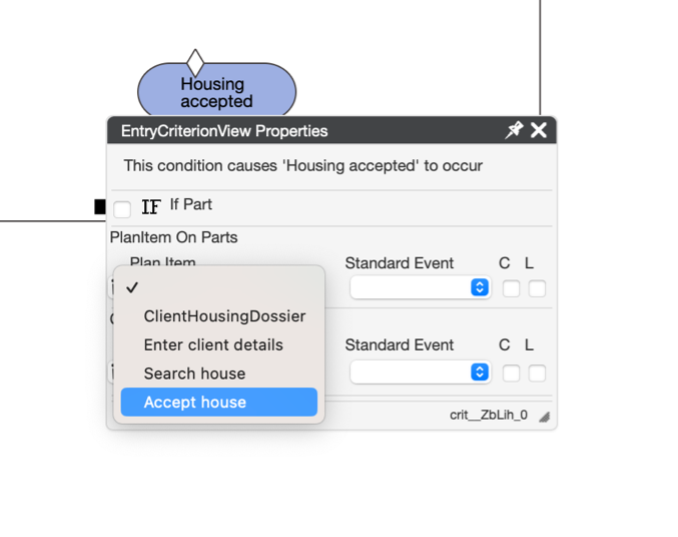 Housing
accepted
EntryCriterionView Properties
This condition causes 'Housing accepted' to occur
IF If Part
PlanItem On Parts
Plan Item Standard Event C L
ClientHousingDossier
Enter client details Standard Event C L
Search house
Accept house
crit__ZbLih_0